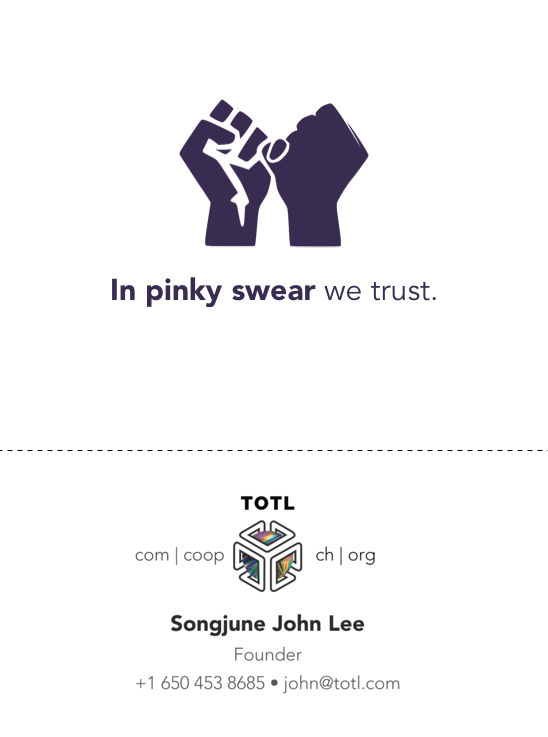 In pinky swear we trust.
TOTL
com | coop ch | org
Songjune John Lee
Founder
+1 650 453 8685 • john@totl.com